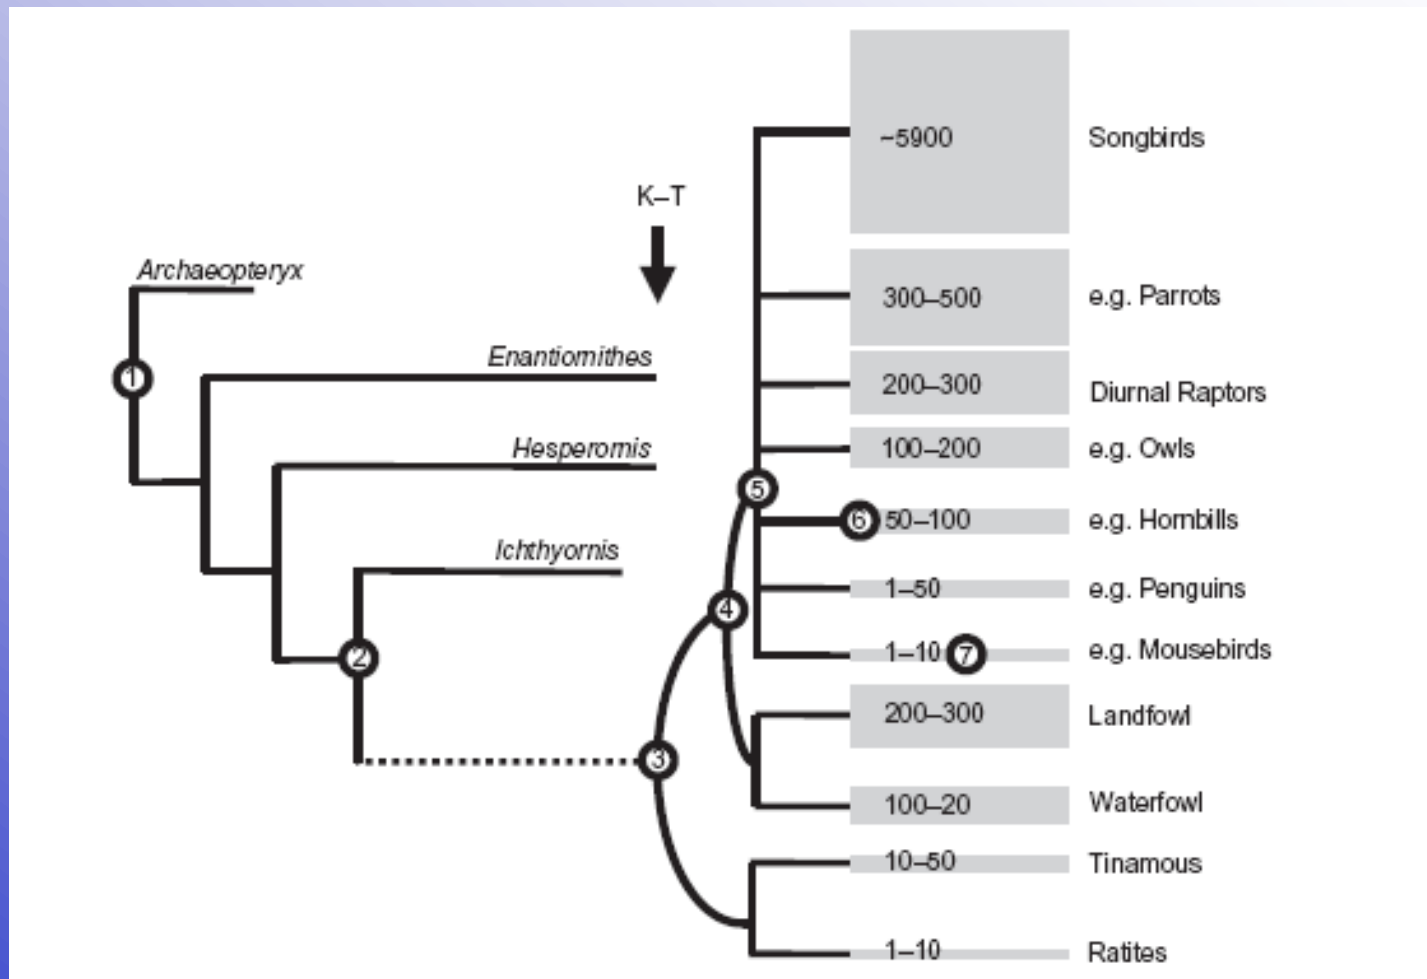 ~5900
Songbirds
K–T
Archaeopteryx
300–500
e.g. Parrots
Enantiornithes
1
200–300
Diurnal Raptors
Hesperornis
100–200
e.g. Owls
5
6
50–100
e.g. Hornbills
Ichthyornis
4
1–50
e.g. Penguins
2
1–10
7
e.g. Mousebirds
200–300
Landfowl
3
100–20
Waterfowl
10–50
Tinamous
1–10
Ratites